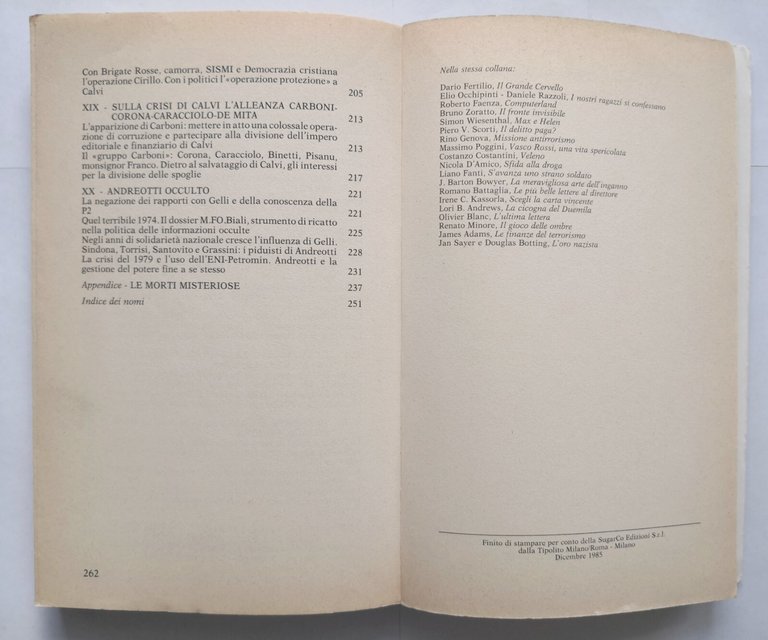 Con Brigate Rosse, camorra, SISMI e Democrazia cristiana
l'operazione Cirillo. Con i politici l'«operazione protezione» a
Calvi 205
XIX - SULLA CRISI DI CALVI L'ALLEANZA CARBONI-
CORONA-CARACCIOLO-DE MITA 213
L'apparizione di Carboni: mettere in atto una colossale opera-
zione di corruzione e partecipare alla divisione dell'impero
editoriale e finanziario di Calvi 213
Il «gruppo Carboni»: Corona, Caracciolo, Binetti, Pisanu,
monsignor Franco. Dietro al salvataggio di Calvi, gli interessi
per la divisione delle spoglie 217
XX - ANDREOTTI OCCULTO 221
La negazione dei rapporti con Gelli e della conoscenza della
P2 221
Quel terribile 1974. Il dossier M.FO.Biali, strumento di ricatto
nella politica delle informazioni occulte 225
Negli anni di solidarietà nazionale cresce l'influenza di Gelli.
Sindona, Torrisi, Santovito e Grassini: i piduisti di Andreotti 228
La crisi del 1979 e l'uso dell'ENI-Petromin. Andreotti e la
gestione del potere fine a se stesso 231
Appendice - LE MORTI MISTERIOSE 237
Indice dei nomi 251
262
Nella stessa collana:
Dario Fertilio, Il Grande Cervello
Elio Occhipinti - Daniele Razzoli, I nostri ragazzi si confessano
Roberto Faenza, Computerland
Bruno Zoratto, Il fronte invisibile
Simon Wiesenthal, Max e Helen
Piero V. Scorti, Il delitto paga?
Rino Genova, Missione antirrorismo
Massimo Poggini, Vasco Rossi, una vita spericolata
Costanzo Costantini, Veleno
Nicola D'Amico, Sfida alla droga
Liano Fanti, S'avanza uno strano soldato
J. Barton Bowyer, La meravigliosa arte dell'inganno
Romano Battaglia, Le più belle lettere al direttore
Irene C. Kassorla, Scegli la carta vincente
Lori B. Andrews, La cicogna del Duemila
Olivier Blanc, L'ultima lettera
Renato Minore, Il gioco delle ombre
James Adams, Le finanze del terrorismo
Jan Sayer e Douglas Botting, L'oro nazista
Finito di stampare per conto della SugarCo Edizioni S.r.l.
dalla Tipolito Milano/Roma - Milano
Dicembre 1985